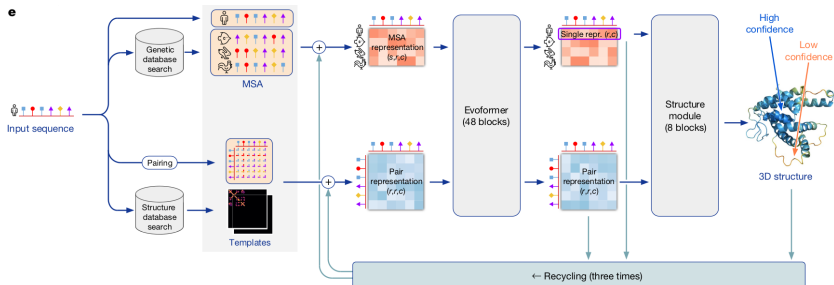 e
Input sequence
Genetic
database
search
MSA
Pairing
Structure
database
search
Templates
+
+
MSA
representation
(s,r,c)
Pair
representation
(r,r,c)
Evoformer
(48 blocks)
Single repr. (r,c)
Pair
representation
(r,r,c)
Structure
module
(8 blocks)
High
confidence
Low
confidence
3D structure
← Recycling (three times)